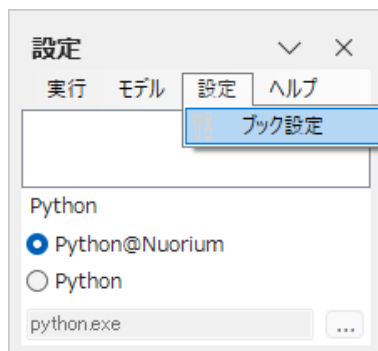 設定
実行 モデル 設定 ヘルプ
ブック設定
Python
Python@Nuorium
Python
python.exe
...